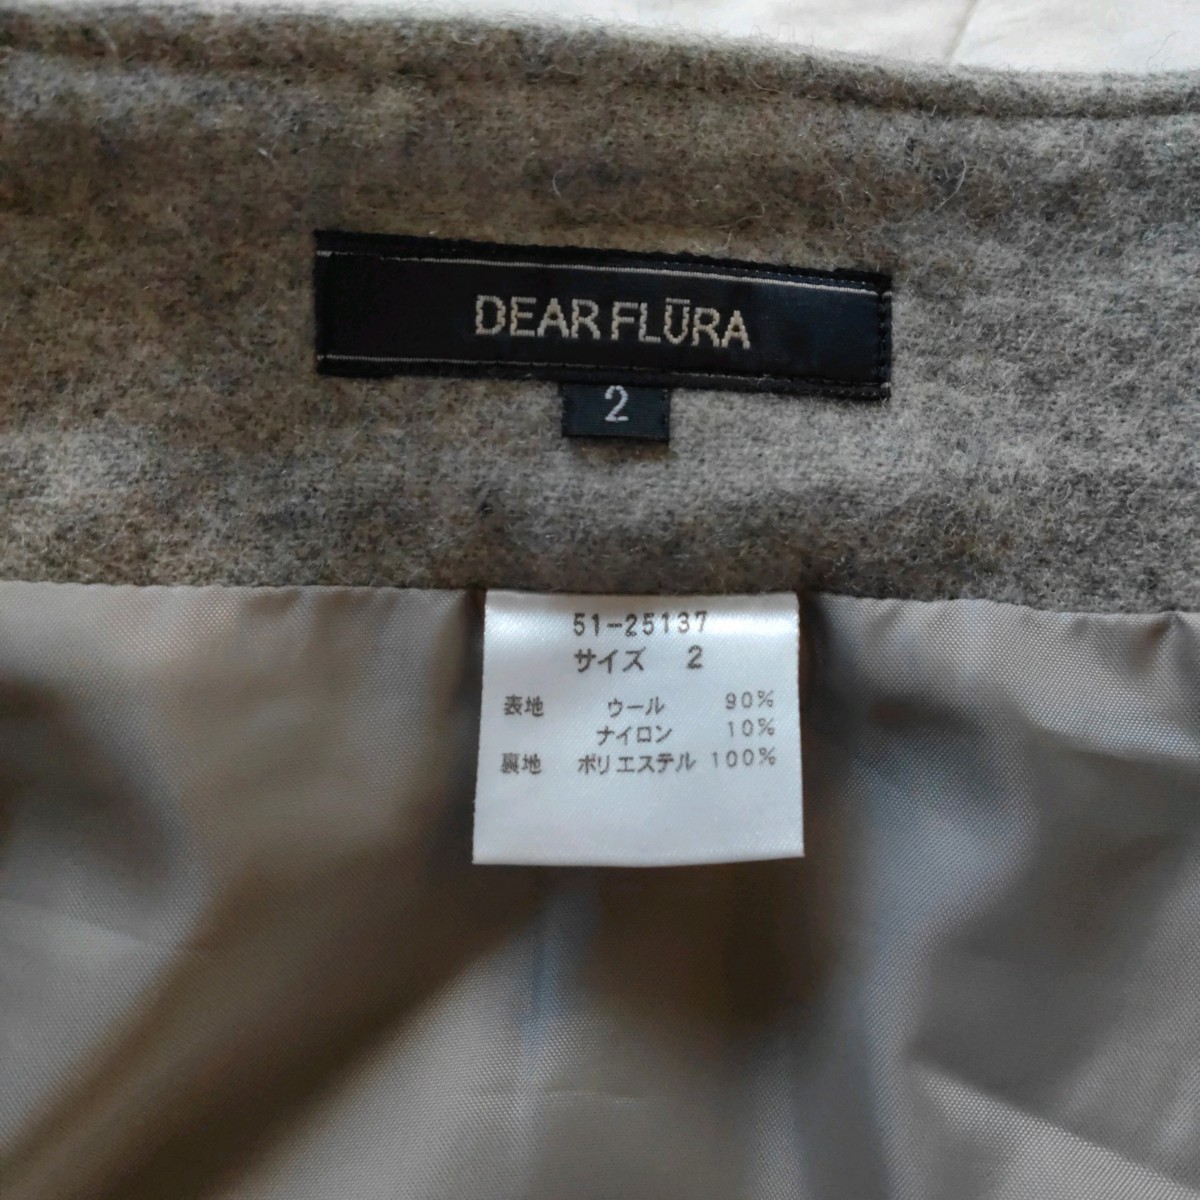 DEAR FLŪRA
2
51-25137
サイズ 2
表地 ウール 90%
ナイロン 10%
裏地 ポリエステル 100%